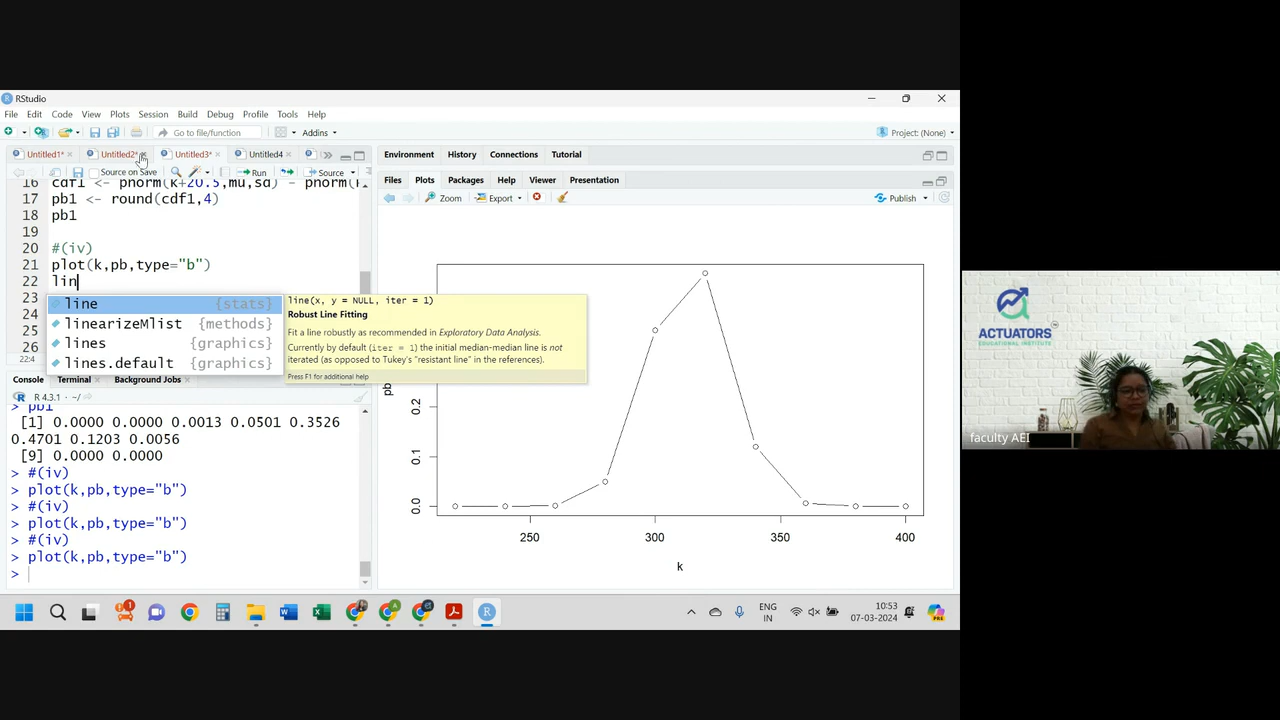 RStudio
File Edit Code View Plots Session Build Debug Profile Tools Help
Go to file/function Addins Project: (None)
Untitled1* Untitled2* Untitled3* Untitled4
Source on Save Run Source
16 cdf1 <- pnorm(k+20.5,mu,sd) - pnorm(
17 pb1 <- round(cdf1,4)
18 pb1
19
20 #(iv)
21 plot(k,pb,type="b")
22 lin
23
24
25
26
22:4
line {stats}
linearizeMlist {methods}
lines {graphics}
lines.default {graphics}
line(x, y = NULL, iter = 1)
Robust Line Fitting
Fit a line robustly as recommended in Exploratory Data Analysis.
Currently by default (iter = 1) the initial median-median line is not
iterated (as opposed to Tukey's "resistant line" in the references).
Press F1 for additional help
Console Terminal Background Jobs
R 4.3.1 · ~/
> pb1
[1] 0.0000 0.0000 0.0013 0.0501 0.3526
0.4701 0.1203 0.0056
[9] 0.0000 0.0000
> #(iv)
> plot(k,pb,type="b")
> #(iv)
> plot(k,pb,type="b")
> #(iv)
> plot(k,pb,type="b")
>
Environment History Connections Tutorial
Files Plots Packages Help Viewer Presentation
Zoom Export Publish
pb
0.2
0.1
0.0
250 300 350 400
k
ACTUATORS
EDUCATIONAL INSTITUTE
faculty AEI
ENG
IN
10:53
07-03-2024